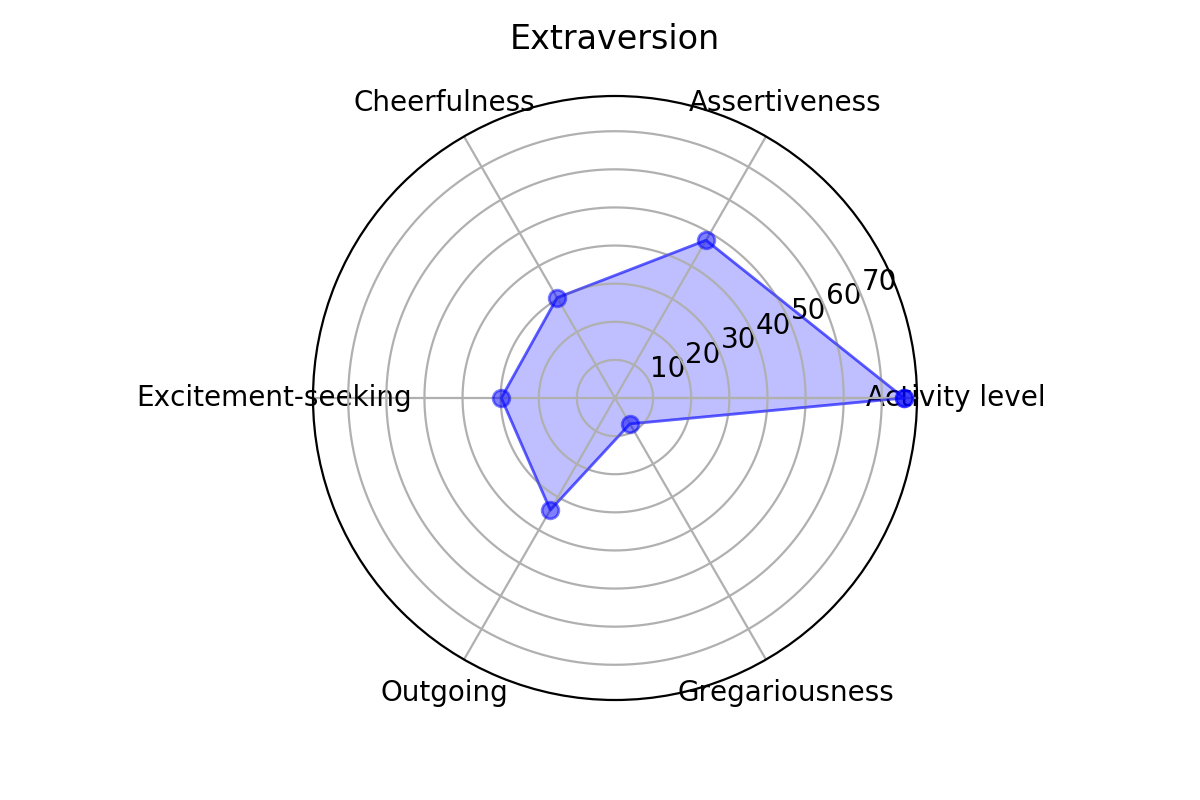 Extraversion
Cheerfulness
Assertiveness
70
60
50
40
30
20
10
Excitement-seeking
Activity level
Outgoing
Gregariousness